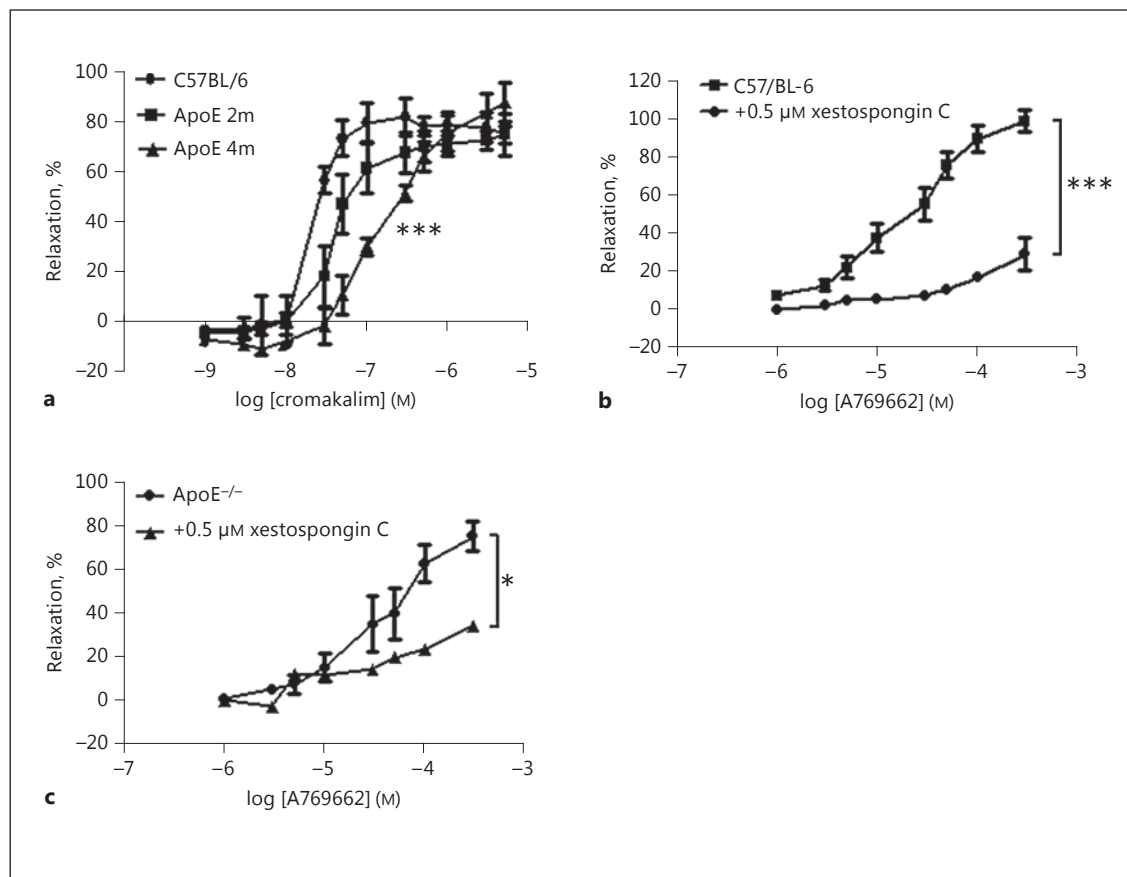 100
80
60
40
20
0
−20
Relaxation, %
C57BL/6
ApoE 2m
ApoE 4m
***
−9 −8 −7 −6 −5
log [cromakalim] (M)
a
120
100
80
60
40
20
0
−20
Relaxation, %
C57/BL-6
+0.5 μM xestospongin C
***
−7 −6 −5 −4 −3
log [A769662] (M)
b
100
80
60
40
20
0
−20
Relaxation, %
ApoE−/−
+0.5 μM xestospongin C
*
−7 −6 −5 −4 −3
log [A769662] (M)
c